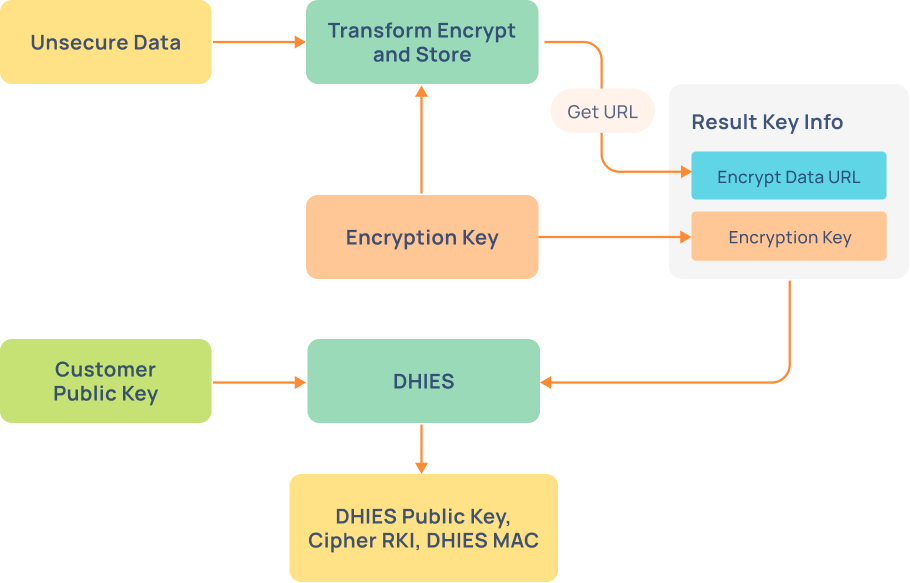 Unsecure Data
Transform Encrypt
and Store
Get URL
Result Key Info
Encrypt Data URL
Encryption Key
Encryption Key
Customer
Public Key
DHIES
DHIES Public Key,
Cipher RKI, DHIES MAC